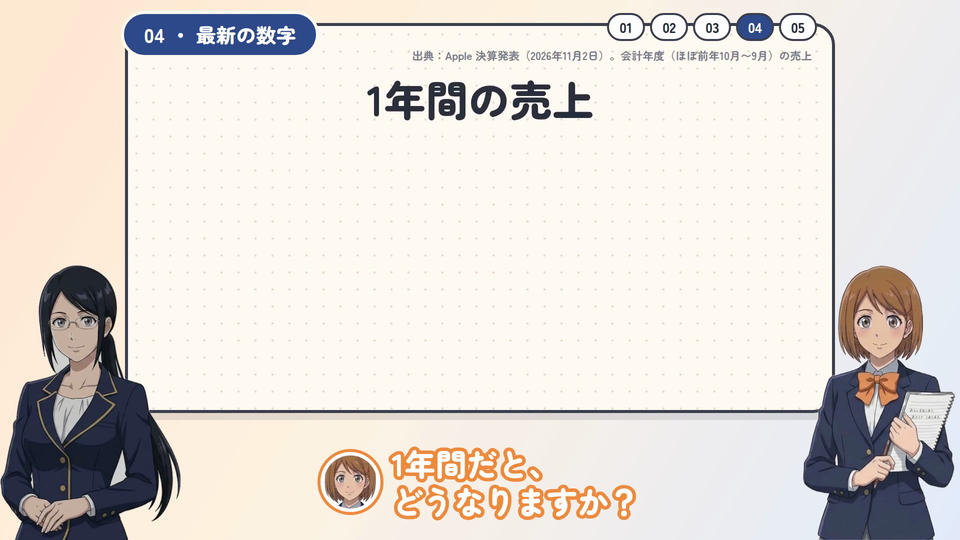 04 ・ 最新の数字
01 02 03 04 05
出典：Apple 決算発表（2026年11月2日）。会計年度（ほぼ前年10月〜9月）の売上
1年間の売上
1年間だと、
どうなりますか？